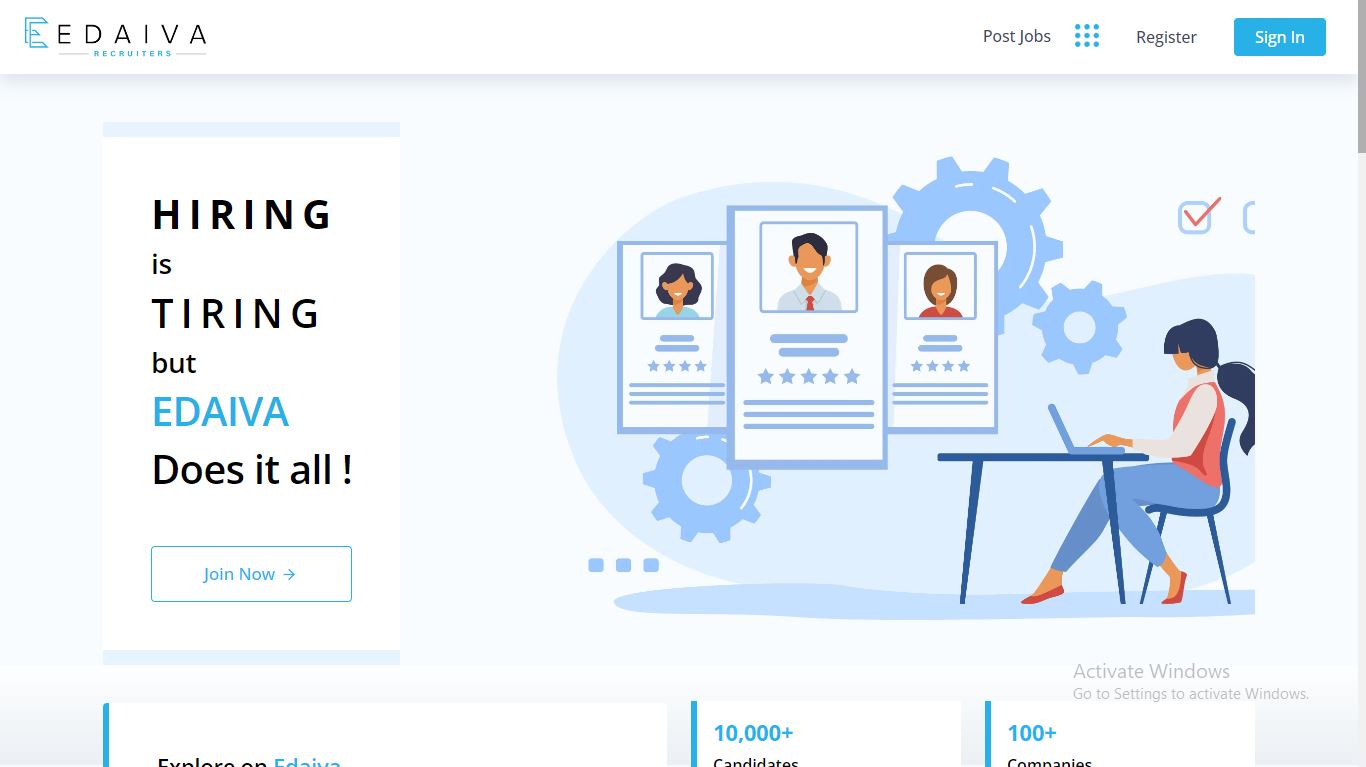 EDAIVA
RECRUITERS
Post Jobs
Register
Sign In
HIRING
is
TIRING
but
EDAIVA
Does it all !
Join Now →
Activate Windows
Go to Settings to activate Windows.
10,000+
100+
Explore on Edaiva
Candidates
Companies